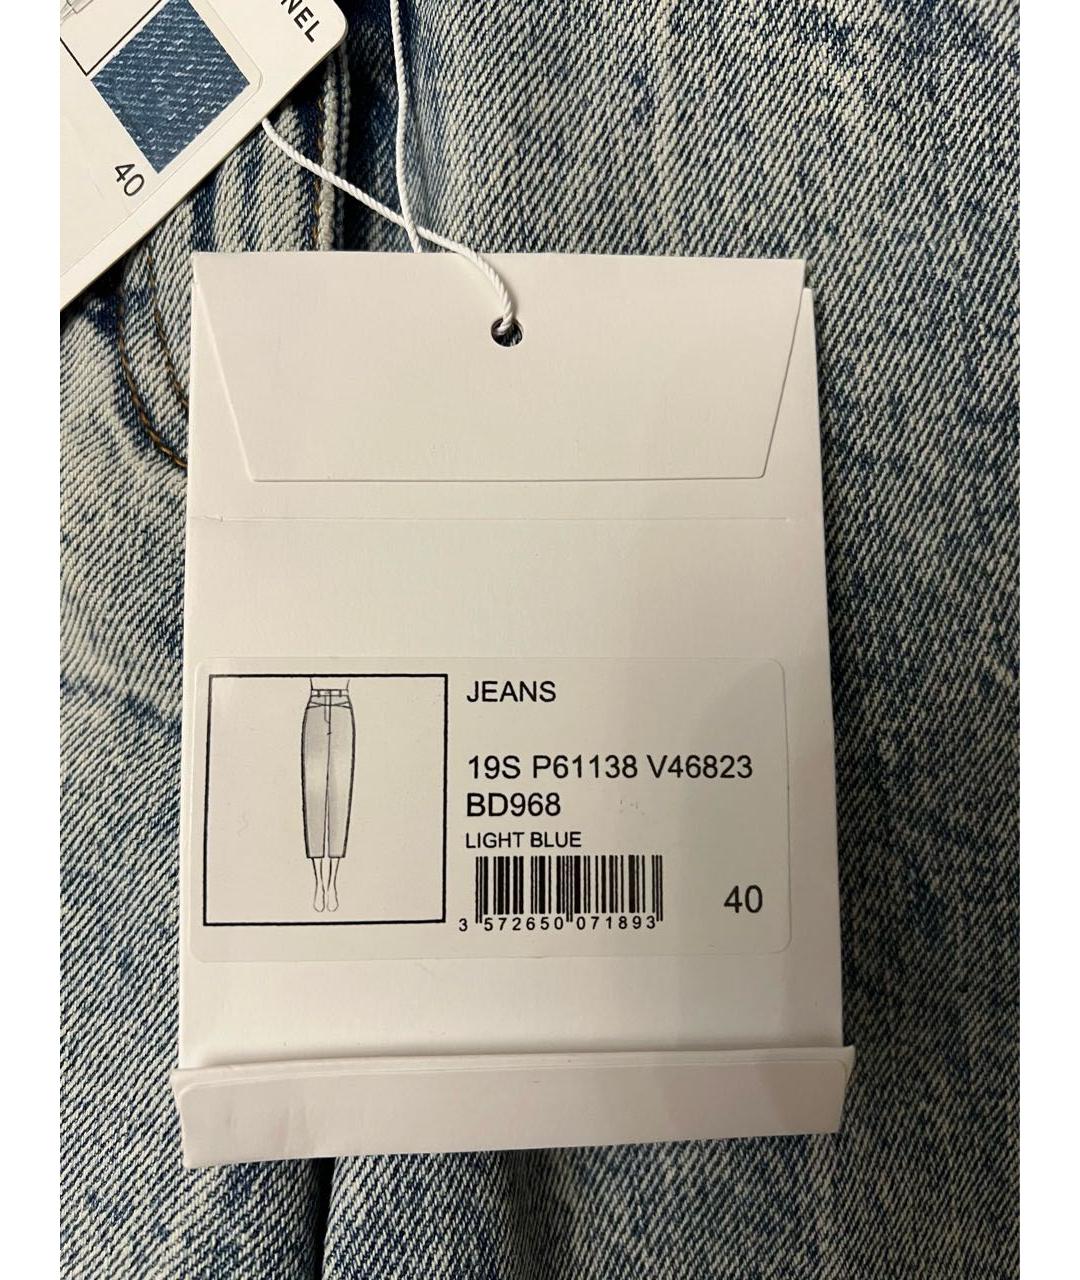 NEL
40
JEANS
19S P61138 V46823
BD968
LIGHT BLUE
3 572650 071893
40